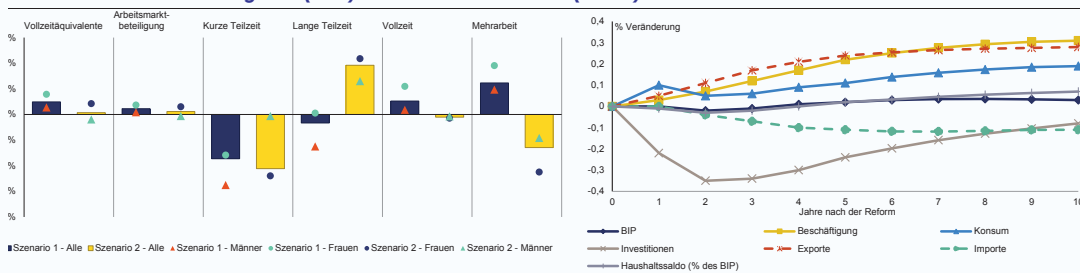 Vollzeitäquivalente
Arbeitsmarkt-
beteiligung
Kurze Teilzeit
Lange Teilzeit
Vollzeit
Mehrarbeit
%
%
%
%
%
%
%
%
Szenario 1 - Alle
Szenario 2 - Alle
Szenario 1 - Männer
Szenario 1 - Frauen
Szenario 2 - Frauen
Szenario 2 - Männer
% Veränderung
0,4
0,3
0,2
0,1
0
-0,1
-0,2
-0,3
-0,4
0 1 2 3 4 5 6 7 8 9 10
Jahre nach der Reform
BIP
Beschäftigung
Konsum
Investitionen
Exporte
Importe
Haushaltssaldo (% des BIP)